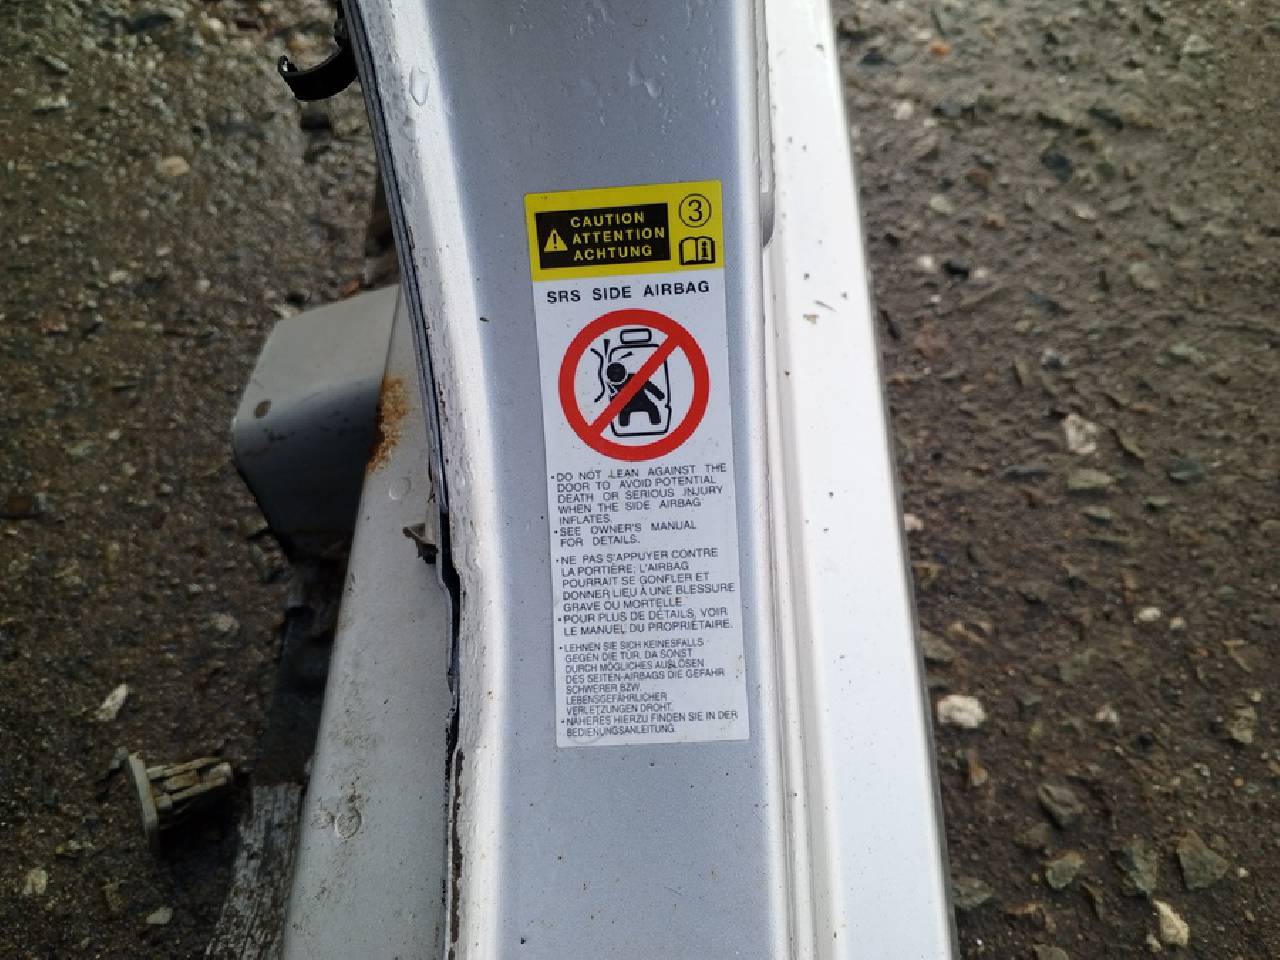 CAUTION
ATTENTION
ACHTUNG
3
SRS SIDE AIRBAG
• DO NOT LEAN AGAINST THE
DOOR TO AVOID POTENTIAL
DEATH OR SERIOUS INJURY
WHEN THE SIDE AIRBAG
INFLATES.
• SEE OWNER'S MANUAL
FOR DETAILS.
• NE PAS S'APPUYER CONTRE
LA PORTIÈRE; L'AIRBAG
POURRAIT SE GONFLER ET
DONNER LIEU À UNE BLESSURE
GRAVE OU MORTELLE
• POUR PLUS DE DÉTAILS, VOIR
LE MANUEL DU PROPRIÉTAIRE.
• LEHNEN SIE SICH KEINESFALLS
GEGEN DIE TÜR, DA SONST
DURCH MÖGLICHES AUSLÖSEN
DES SEITEN-AIRBAGS DIE GEFAHR
SCHWERER BZW.
LEBENSGEFÄHRLICHER
VERLETZUNGEN DROHT.
• NÄHERES HIERZU FINDEN SIE IN DER
BEDIENUNGSANLEITUNG.